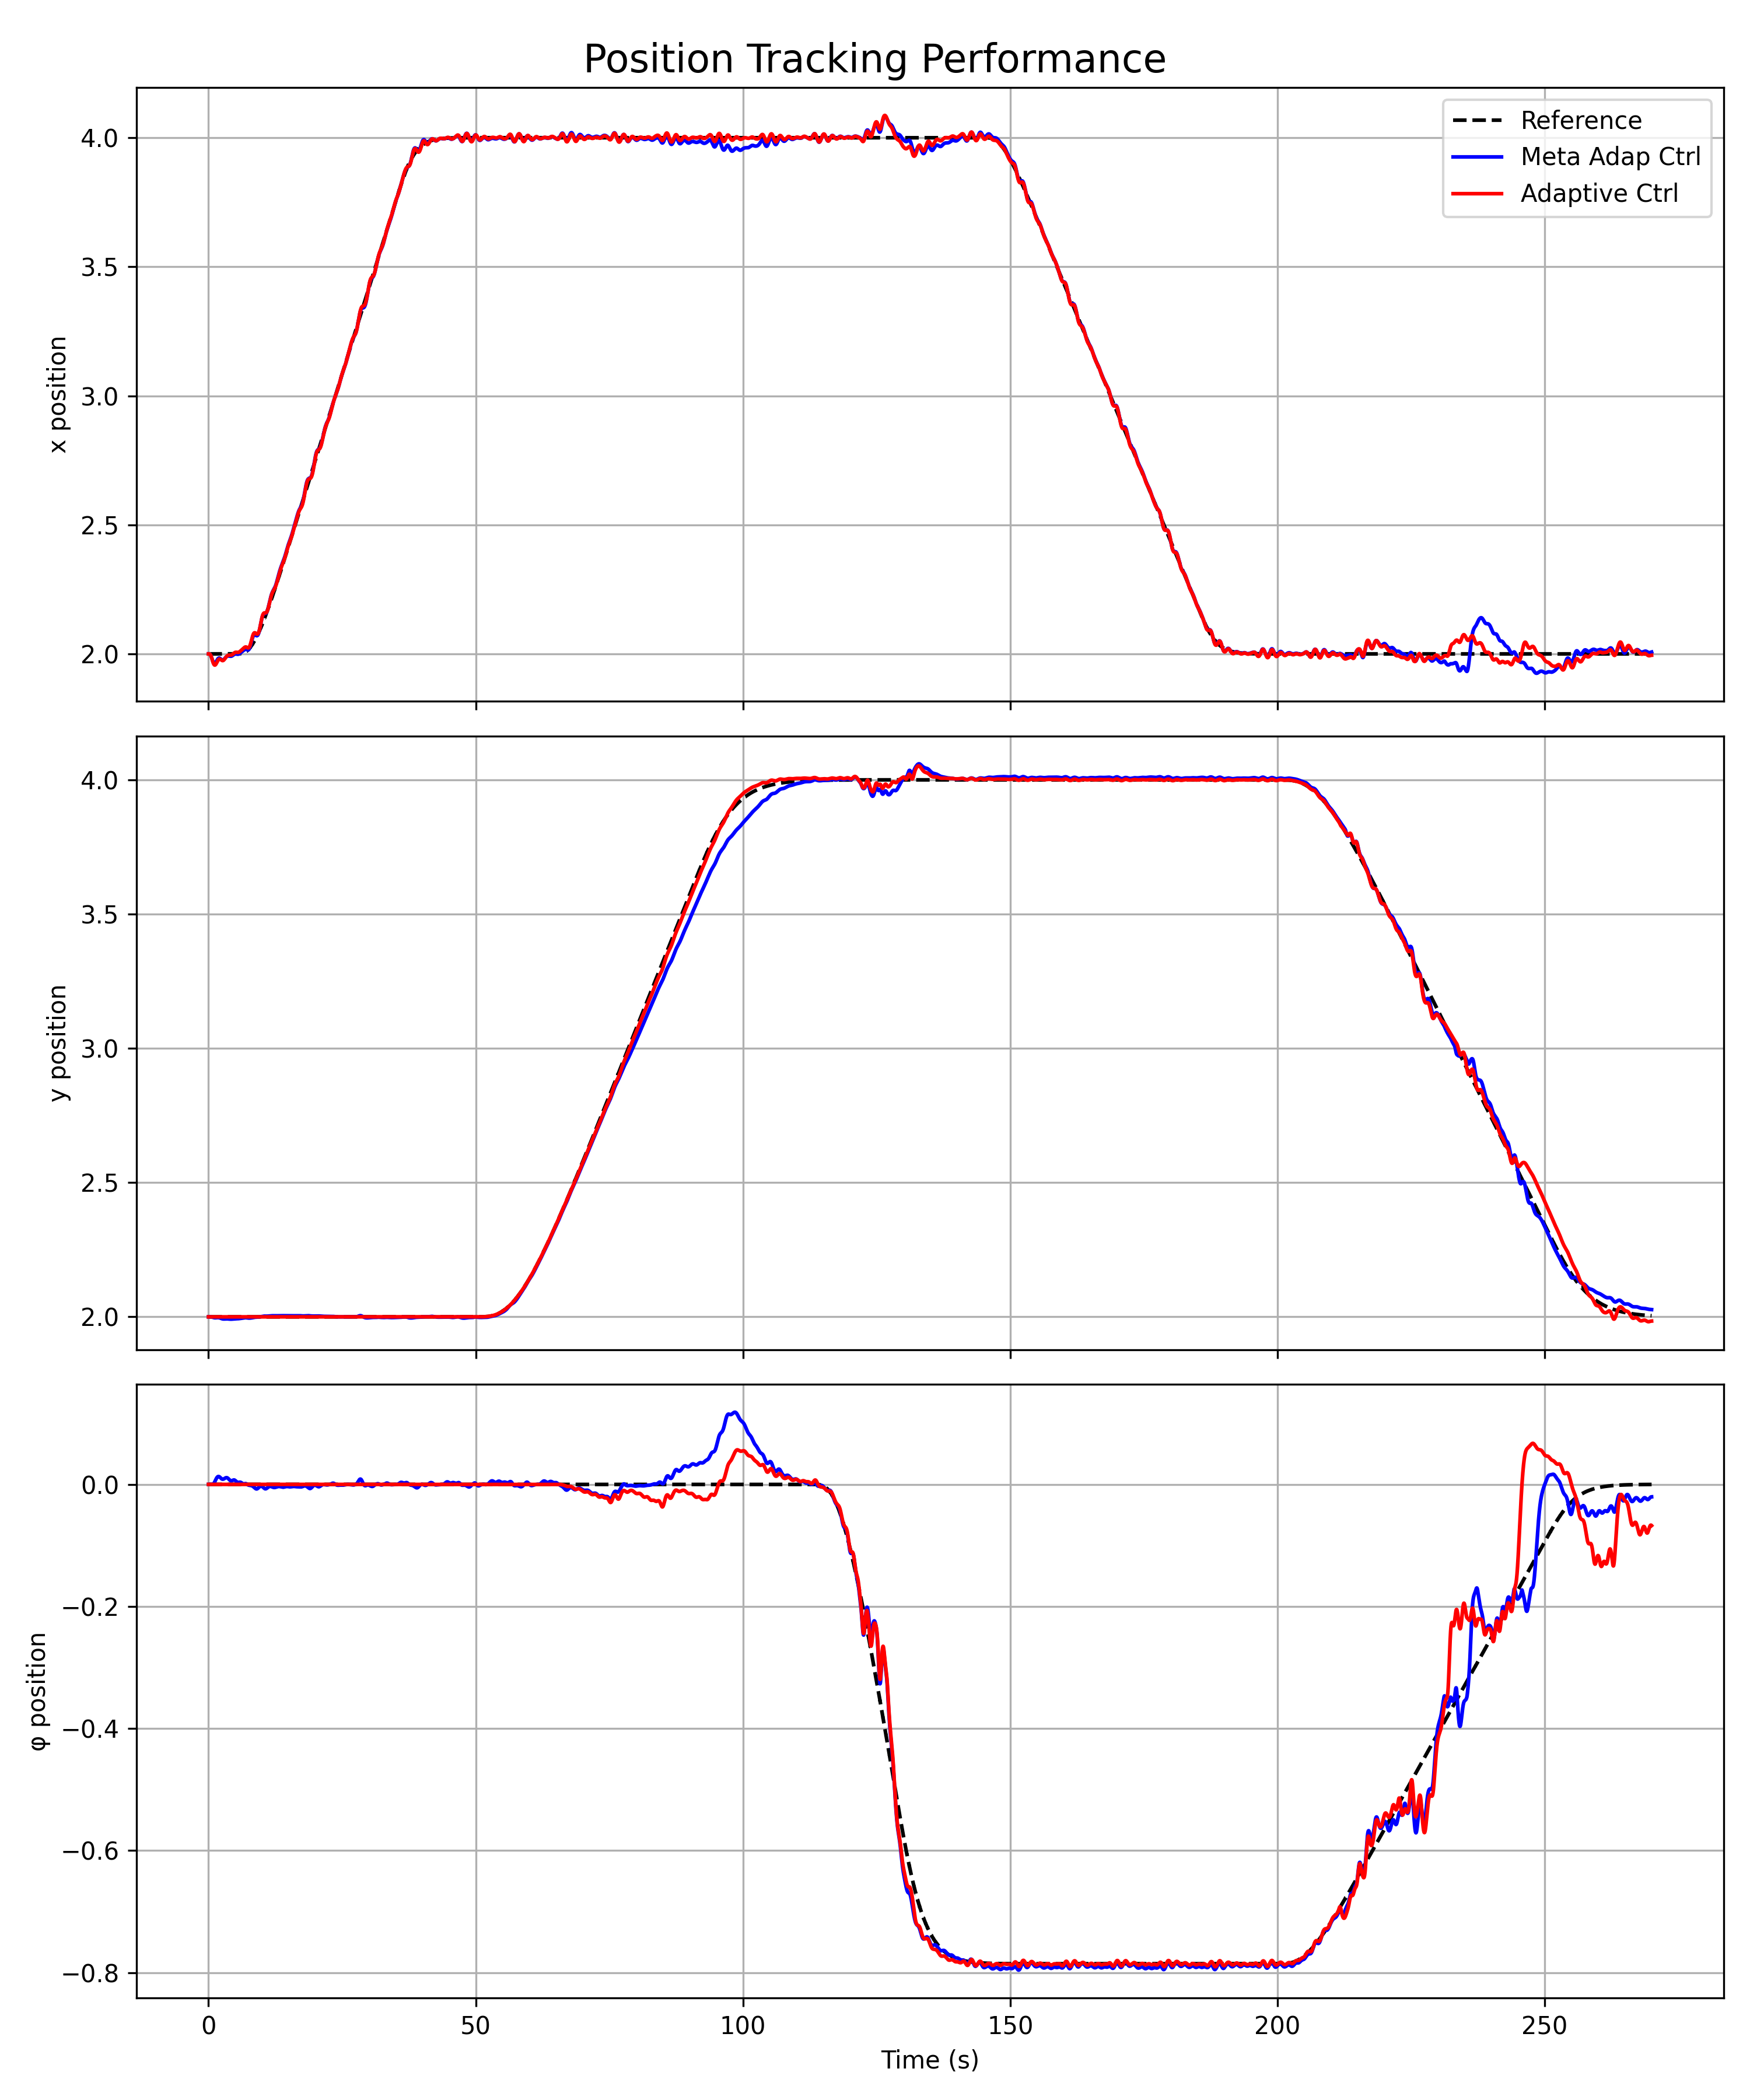 Position Tracking Performance
Reference
Meta Adap Ctrl
Adaptive Ctrl
4.0
3.5
3.0
2.5
2.0
x position
4.0
3.5
3.0
2.5
2.0
y position
0.0
−0.2
−0.4
−0.6
−0.8
φ position
0 50 100 150 200 250
Time (s)